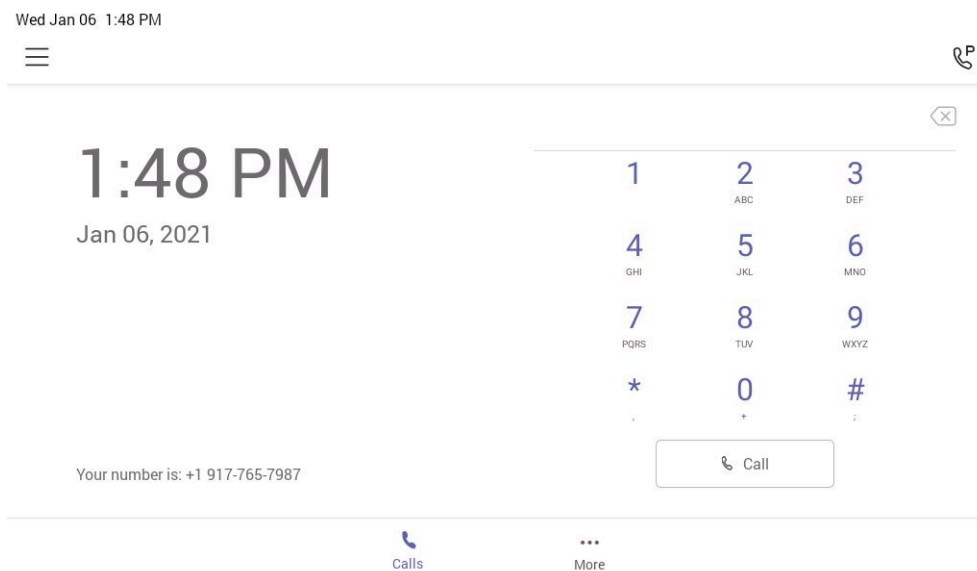 Wed Jan 06 1:48 PM
P
1:48 PM
Jan 06, 2021
Your number is: +1 917-765-7987
1 2 3
ABC DEF
4 5 6
GHI JKL MNO
7 8 9
PQRS TUV WXYZ
* 0 #
, + ;
Call
Calls More